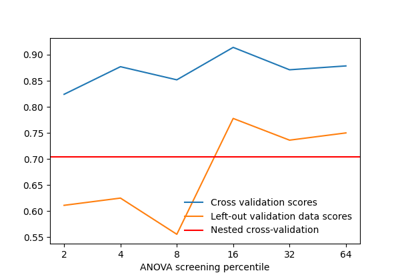 0.90
0.85
0.80
0.75
0.70
0.65
0.60
0.55
Cross validation scores
Left-out validation data scores
Nested cross-validation
2 4 8 16 32 64
ANOVA screening percentile